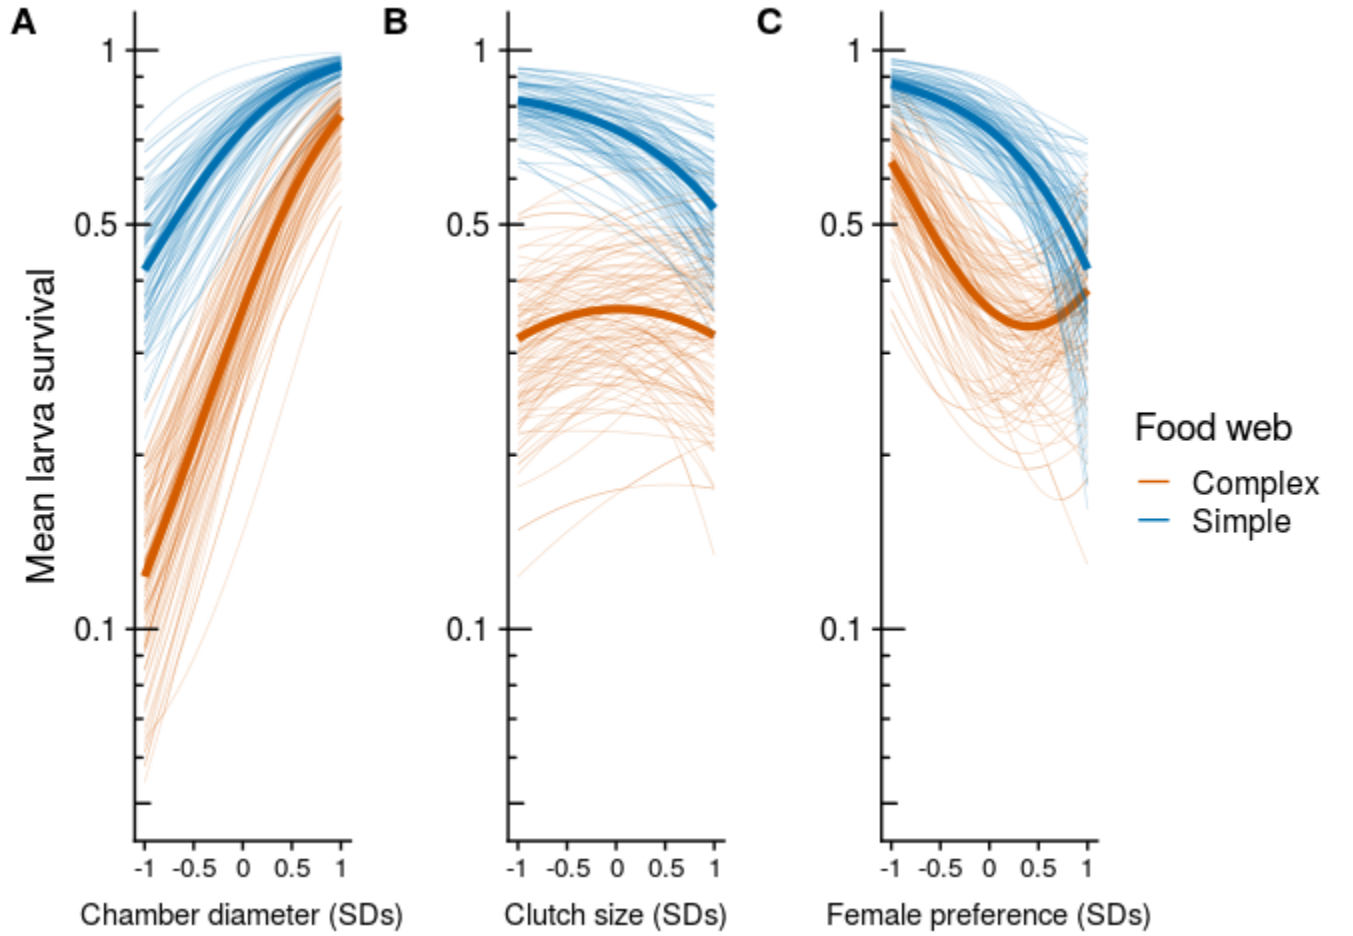 A
B
C
1
0.5
0.1
1
0.5
0.1
1
0.5
0.1
Mean larva survival
-1 -0.5 0 0.5 1
-1 -0.5 0 0.5 1
-1 -0.5 0 0.5 1
Chamber diameter (SDs)
Clutch size (SDs)
Female preference (SDs)
Food web
Complex
Simple